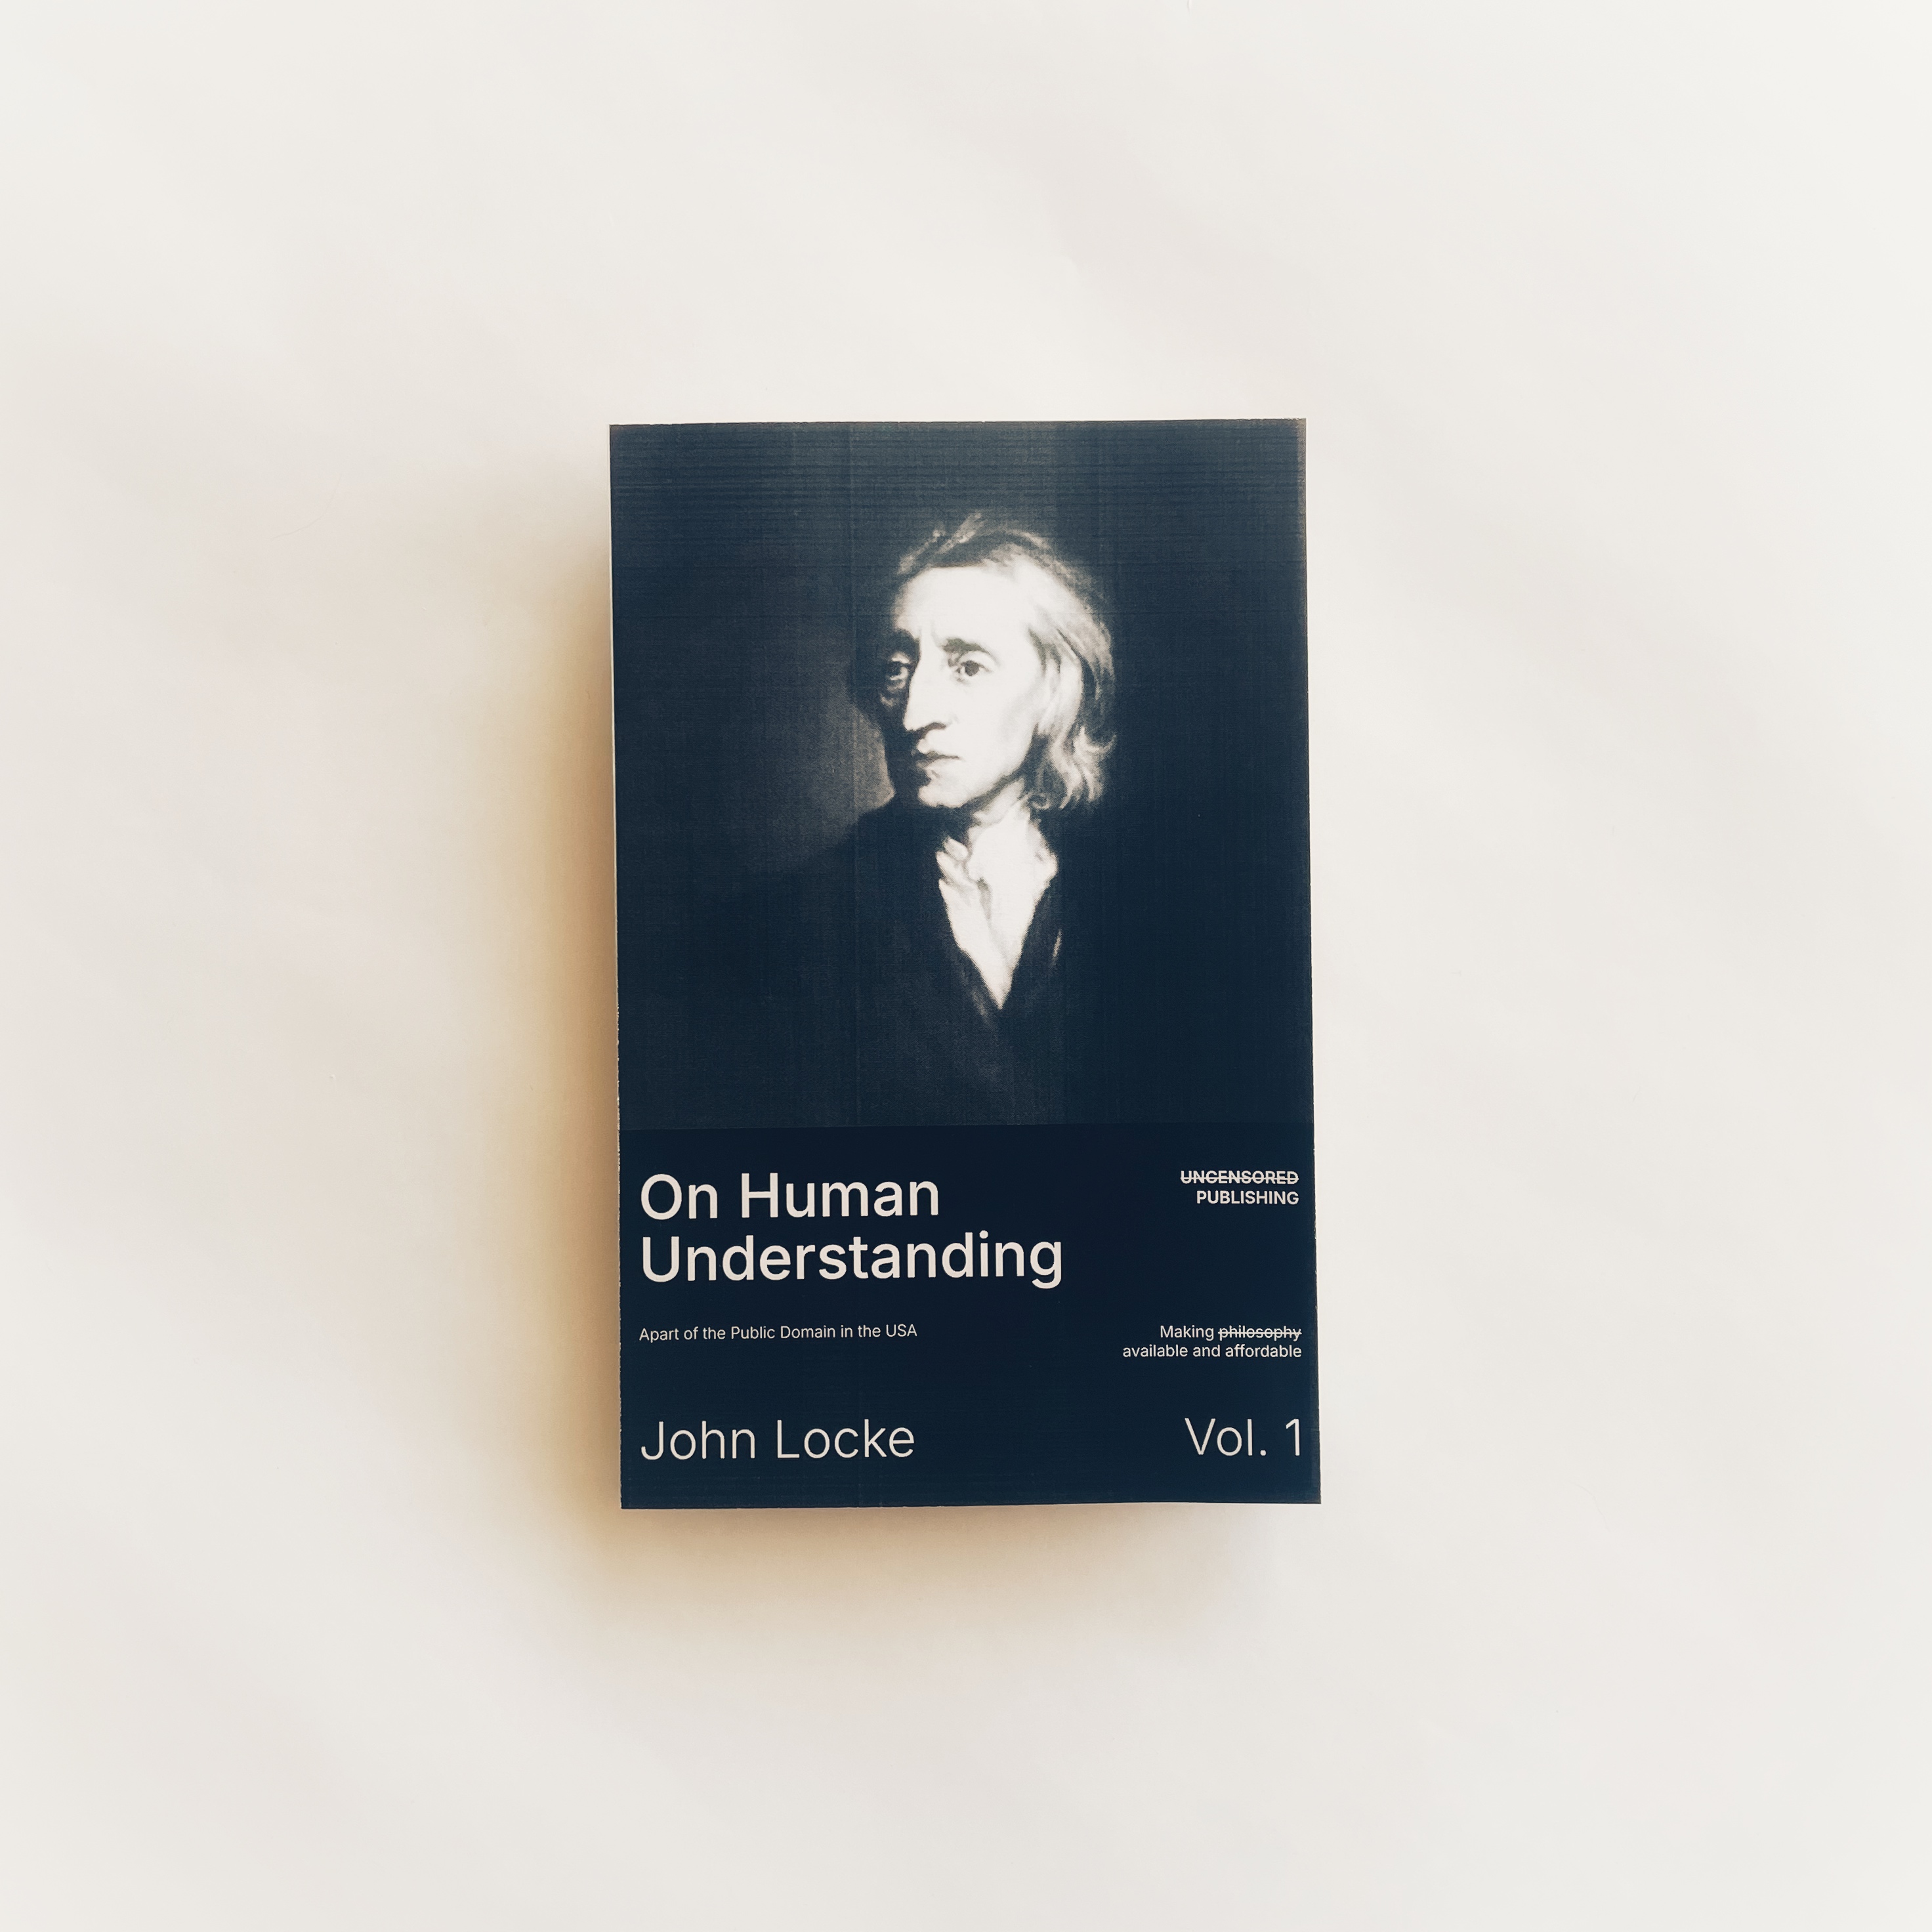 On Human
Understanding
UNCENSORED
PUBLISHING
Apart of the Public Domain in the USA
Making philosophy
available and affordable
John Locke
Vol. 1